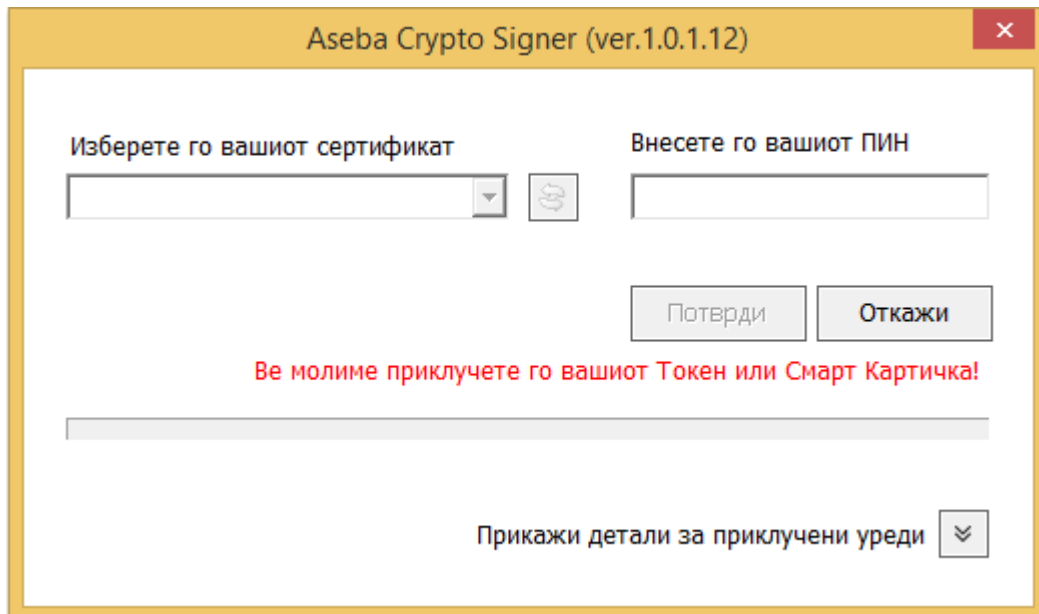 Aseba Crypto Signer (ver.1.0.1.12)
Изберете го вашиот сертификат
Внесете го вашиот ПИН
Потврди
Откажи
Ве молиме приклучете го вашиот Токен или Смарт Картичка!
Прикажи детали за приклучени уреди